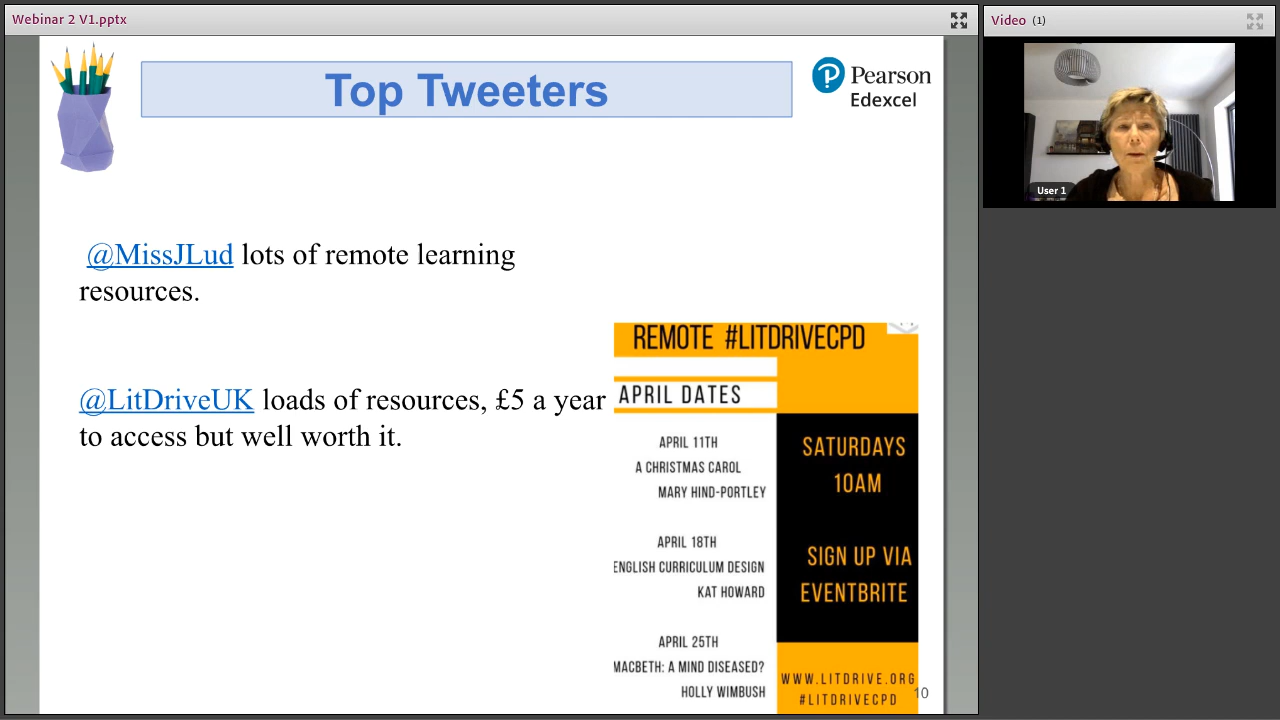 Webinar 2 V1.pptx
Video (1)
Top Tweeters
Pearson
Edexcel
User 1
@MissJLud lots of remote learning
resources.
@LitDriveUK loads of resources, £5 a year
to access but well worth it.
REMOTE #LITDRIVECPD
APRIL DATES
APRIL 11TH
A CHRISTMAS CAROL
MARY HIND-PORTLEY
APRIL 18TH
ENGLISH CURRICULUM DESIGN
KAT HOWARD
APRIL 25TH
MACBETH: A MIND DISEASED?
HOLLY WIMBUSH
SATURDAYS
10AM
SIGN UP VIA
EVENTBRITE
WWW.LITDRIVE.ORG
#LITDRIVECPD
10